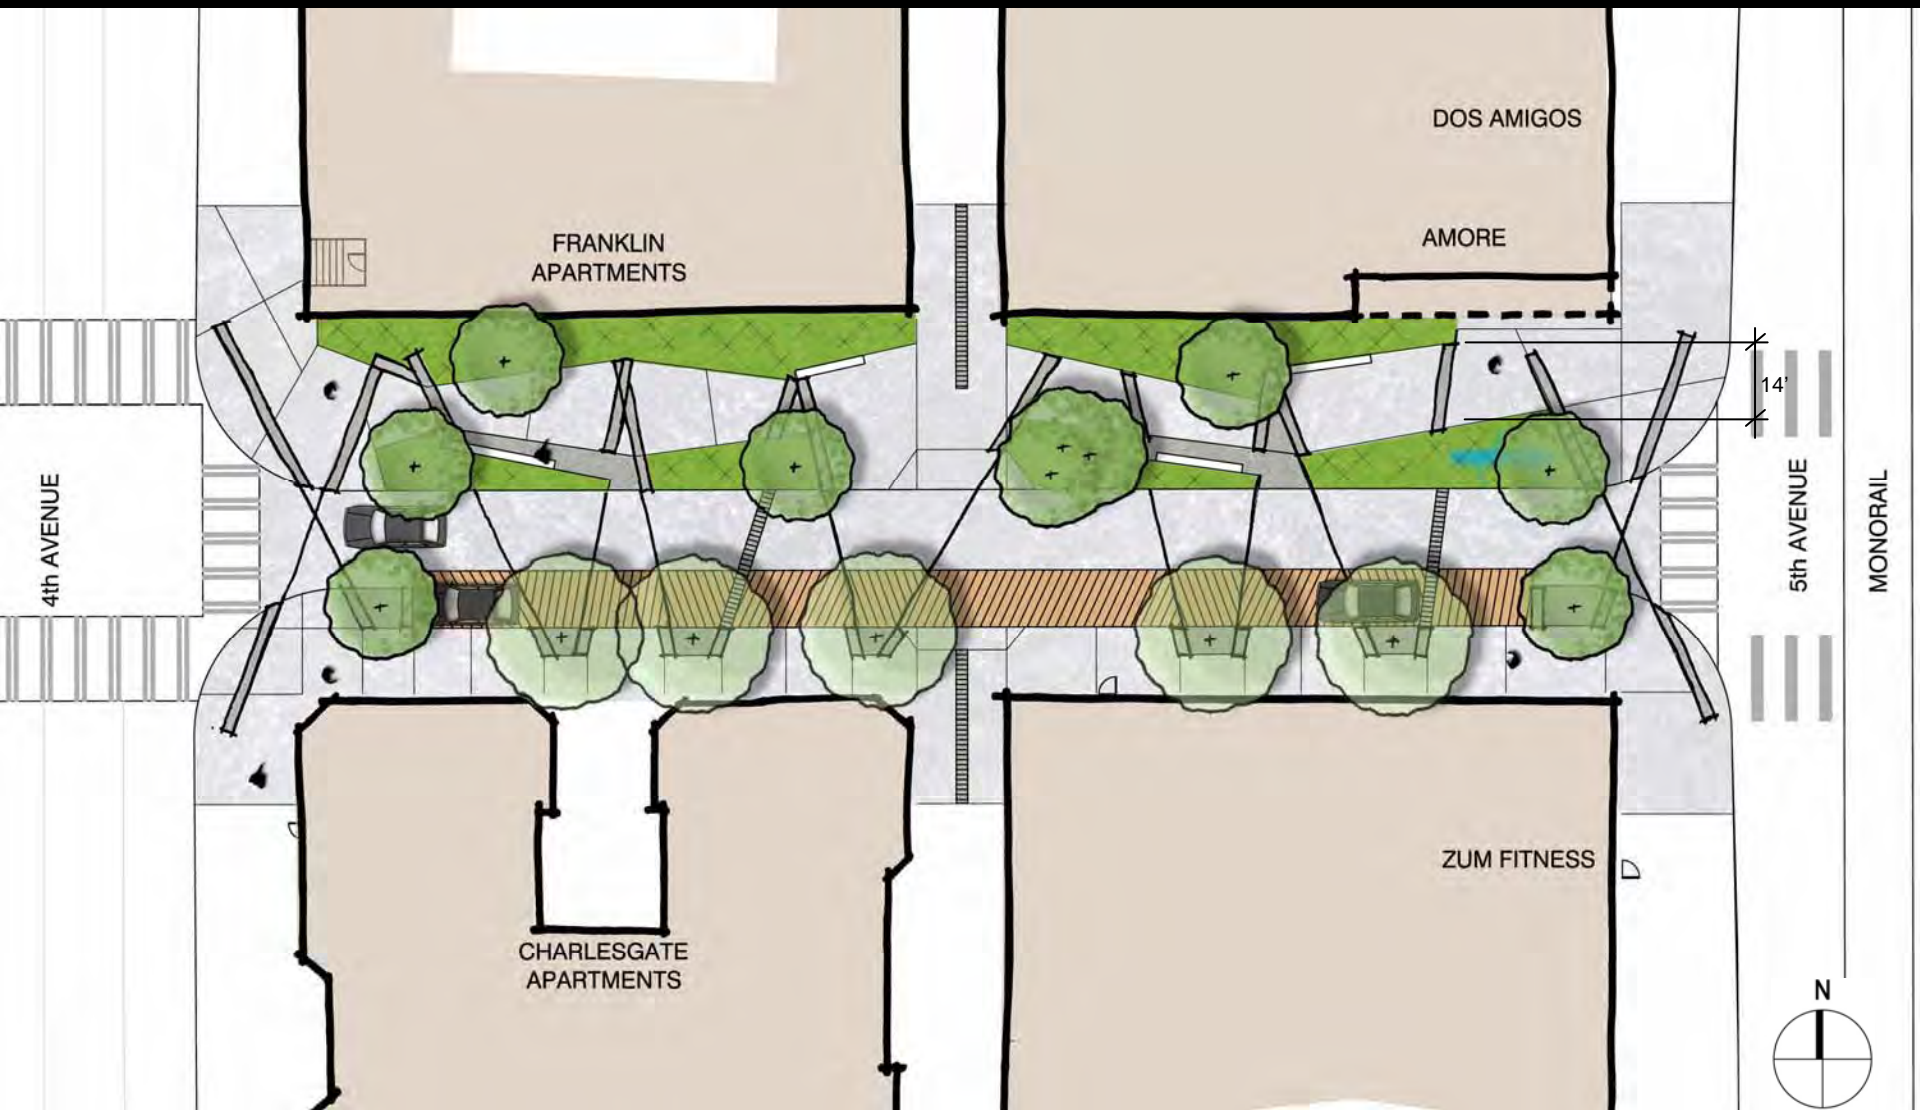 DOS AMIGOS
FRANKLIN
APARTMENTS
AMORE
14'
4th AVENUE
5th AVENUE
MONORAIL
ZUM FITNESS
CHARLESGATE
APARTMENTS
N